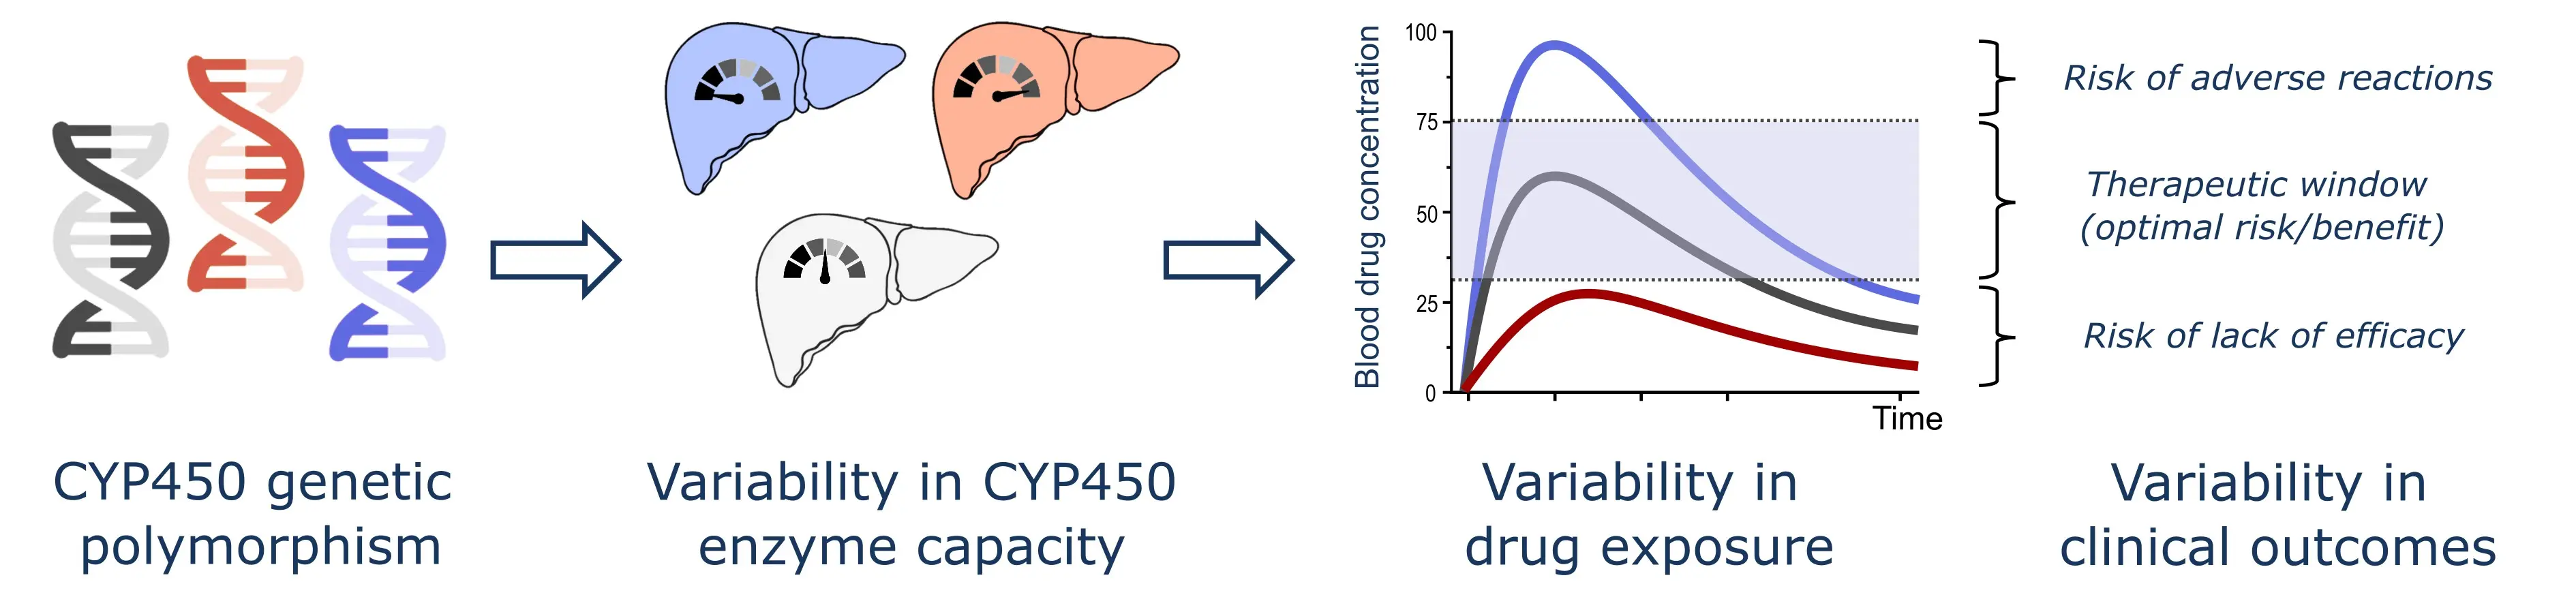 CYP450 genetic
polymorphism
Variability in CYP450
enzyme capacity
Blood drug concentration
100
75
50
25
0
Time
Variability in
drug exposure
Risk of adverse reactions
Therapeutic window
(optimal risk/benefit)
Risk of lack of efficacy
Variability in
clinical outcomes